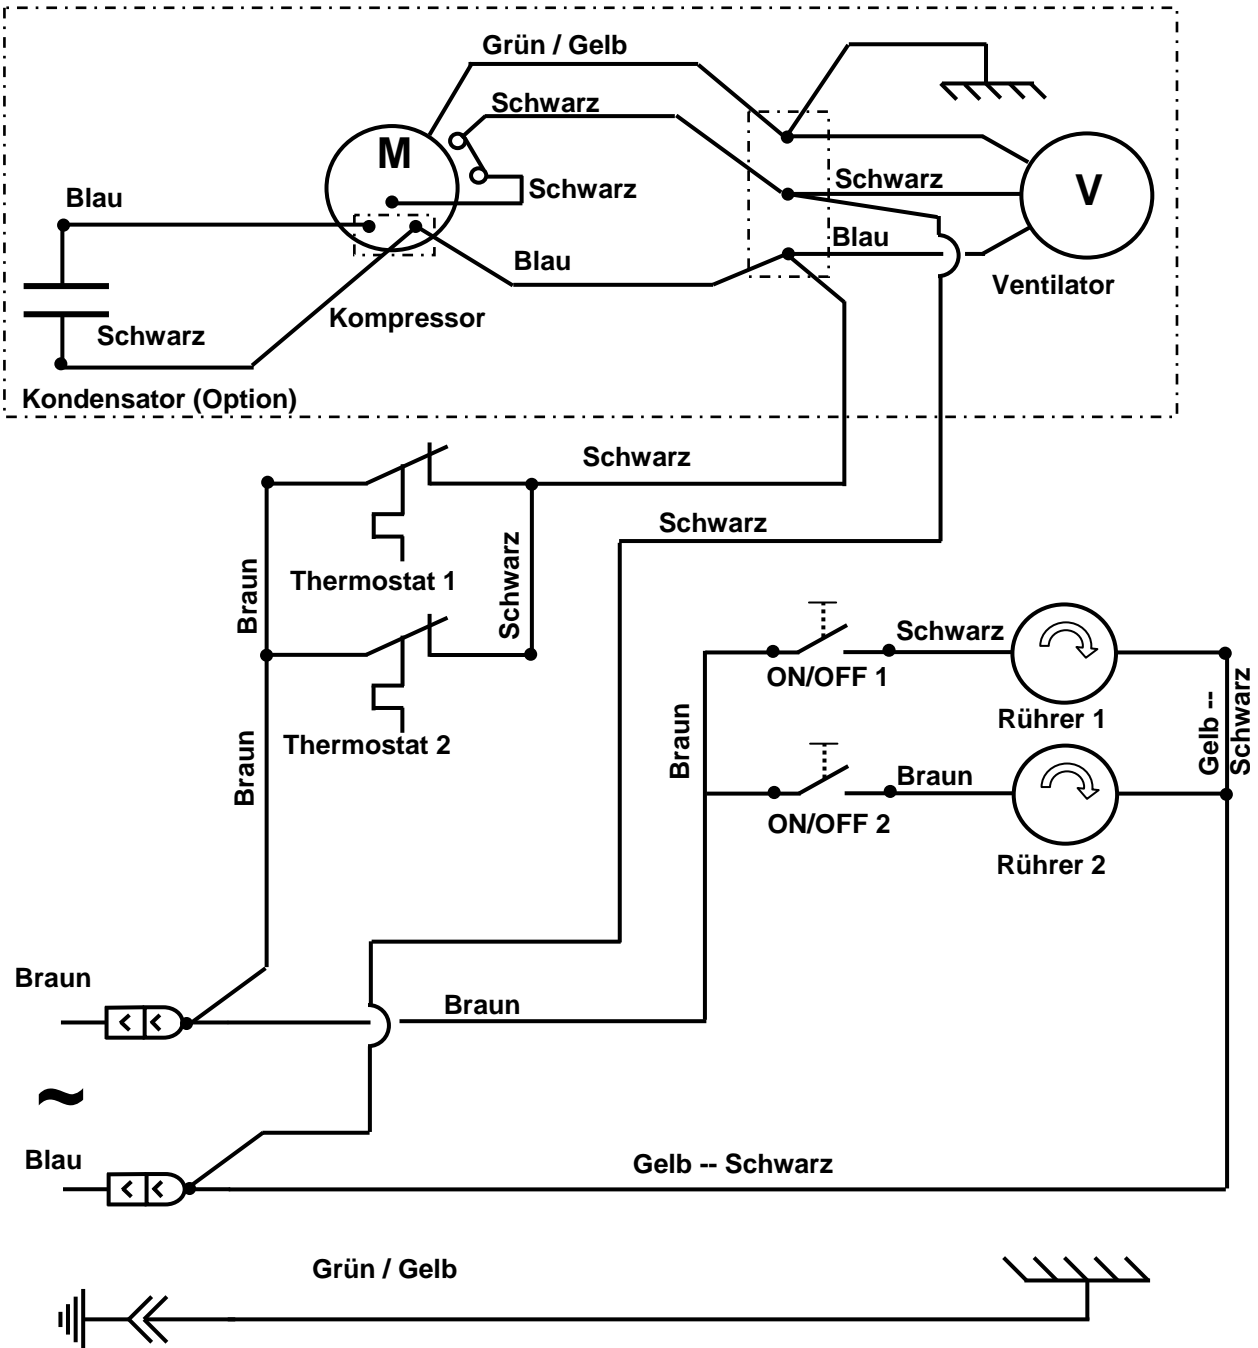 Grün / Gelb
Schwarz
M
Schwarz
Schwarz
V
Blau
Blau
Blau
Ventilator
Kompressor
Schwarz
Kondensator (Option)
Schwarz
Schwarz
Schwarz
Braun
Thermostat 1
Schwarz
ON/OFF 1
Rührer 1
Gelb --
Schwarz
Braun
Thermostat 2
Braun
Braun
ON/OFF 2
Rührer 2
Braun
Braun
~
Blau
Gelb -- Schwarz
Grün / Gelb